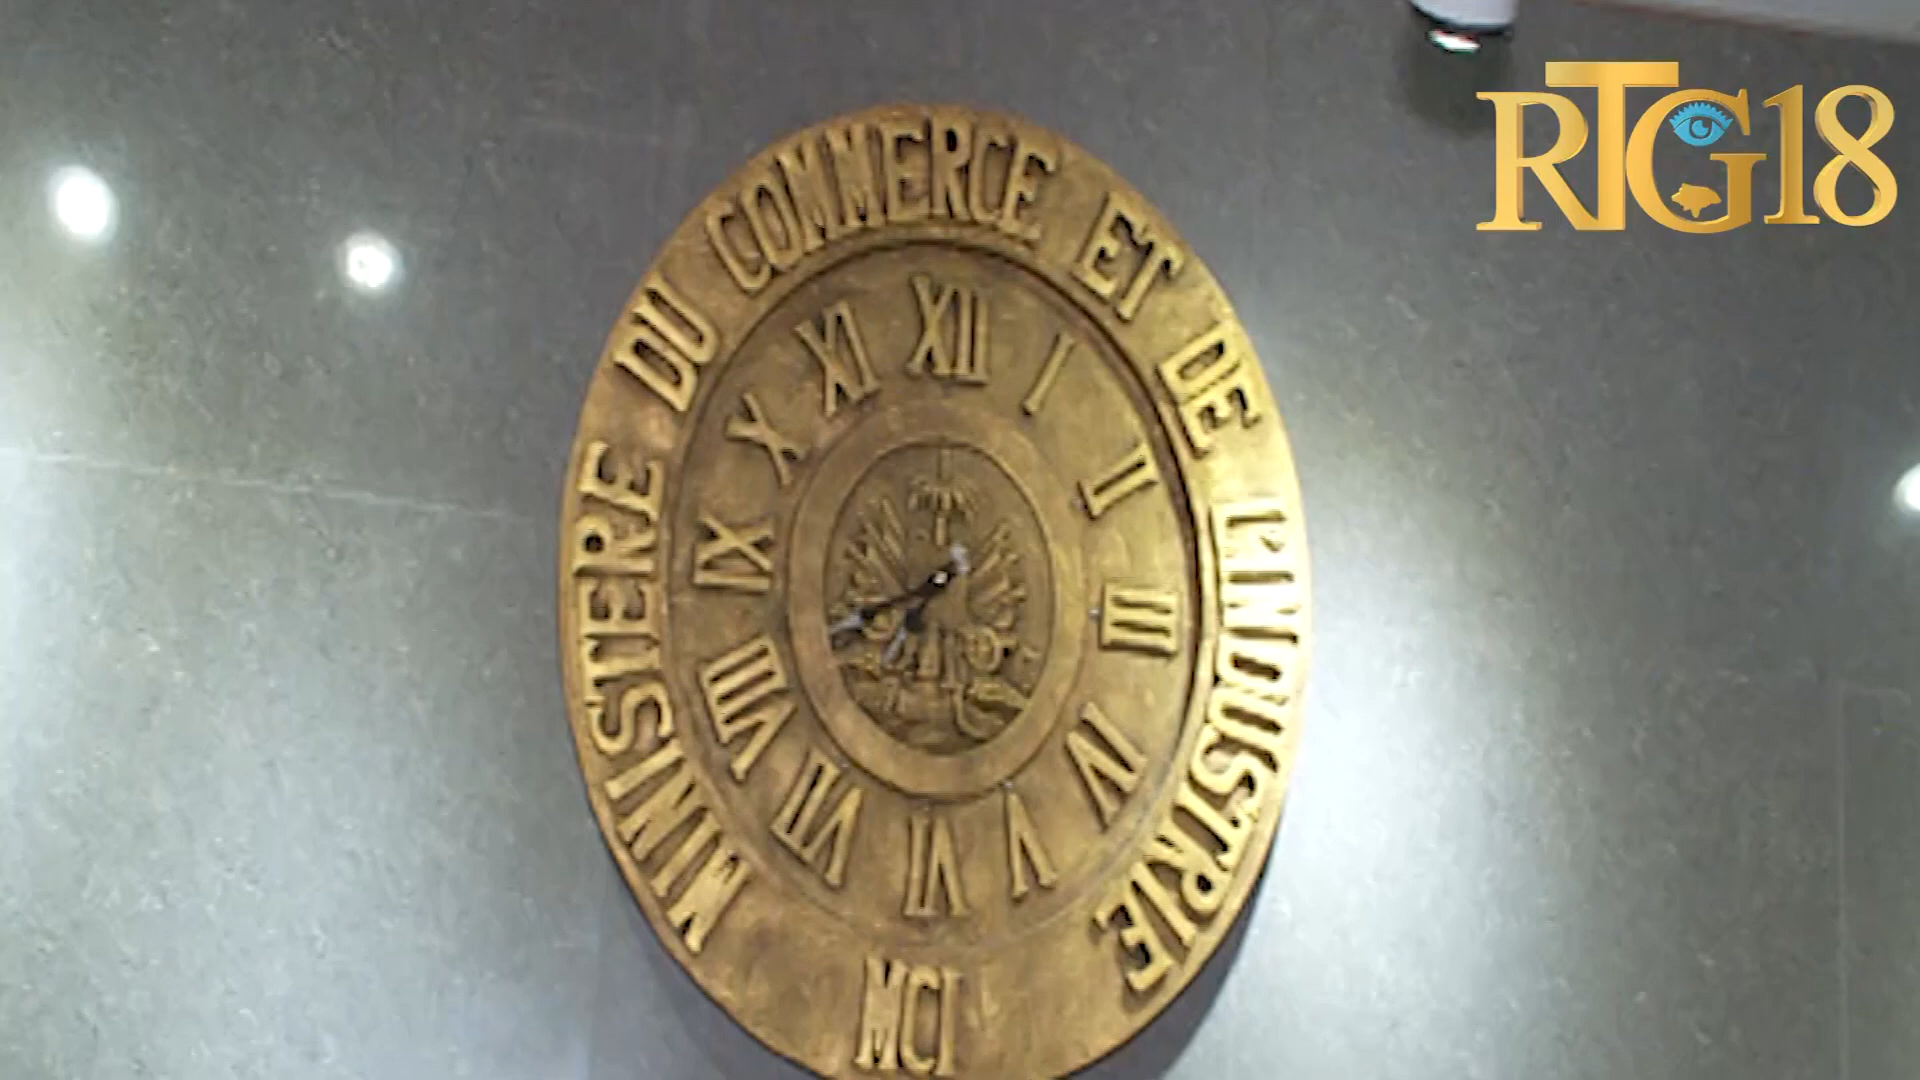 RTG18
MINISTERE DU COMMERCE ET DE L'INDUSTRIE
XII
I
II
III
IV
V
VI
VII
VIII
IX
X
XI
MCI